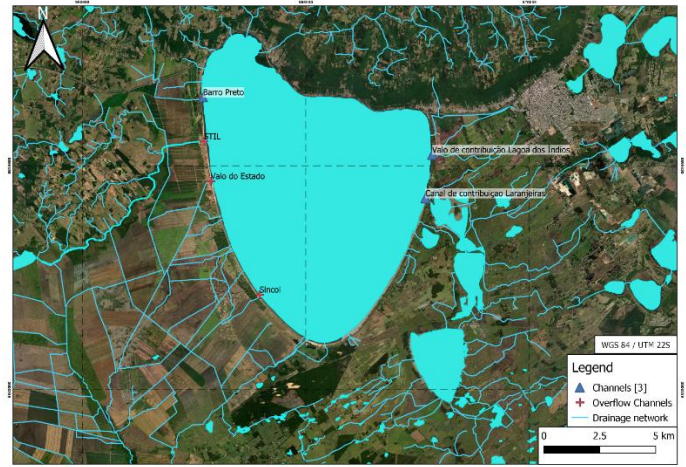 N
Barro Preto
STIL
Valo do Estado
Sincol
Valo de contribuição Lagoa dos Índios
Canal de contribuiçao Laranjeiras
WGS 84 / UTM 22S
Legend
Channels [3]
Overflow Channels
Drainage network
0 2.5 5 km